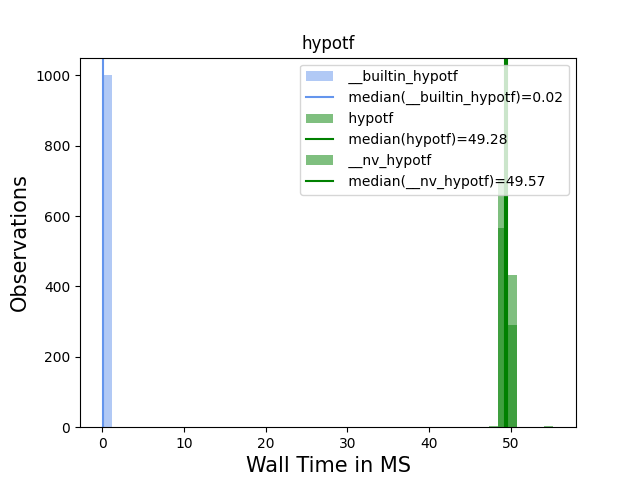 hypotf
1000
800
600
400
200
0
Observations
__builtin_hypotf
median(__builtin_hypotf)=0.02
hypotf
median(hypotf)=49.28
__nv_hypotf
median(__nv_hypotf)=49.57
0 10 20 30 40 50
Wall Time in MS